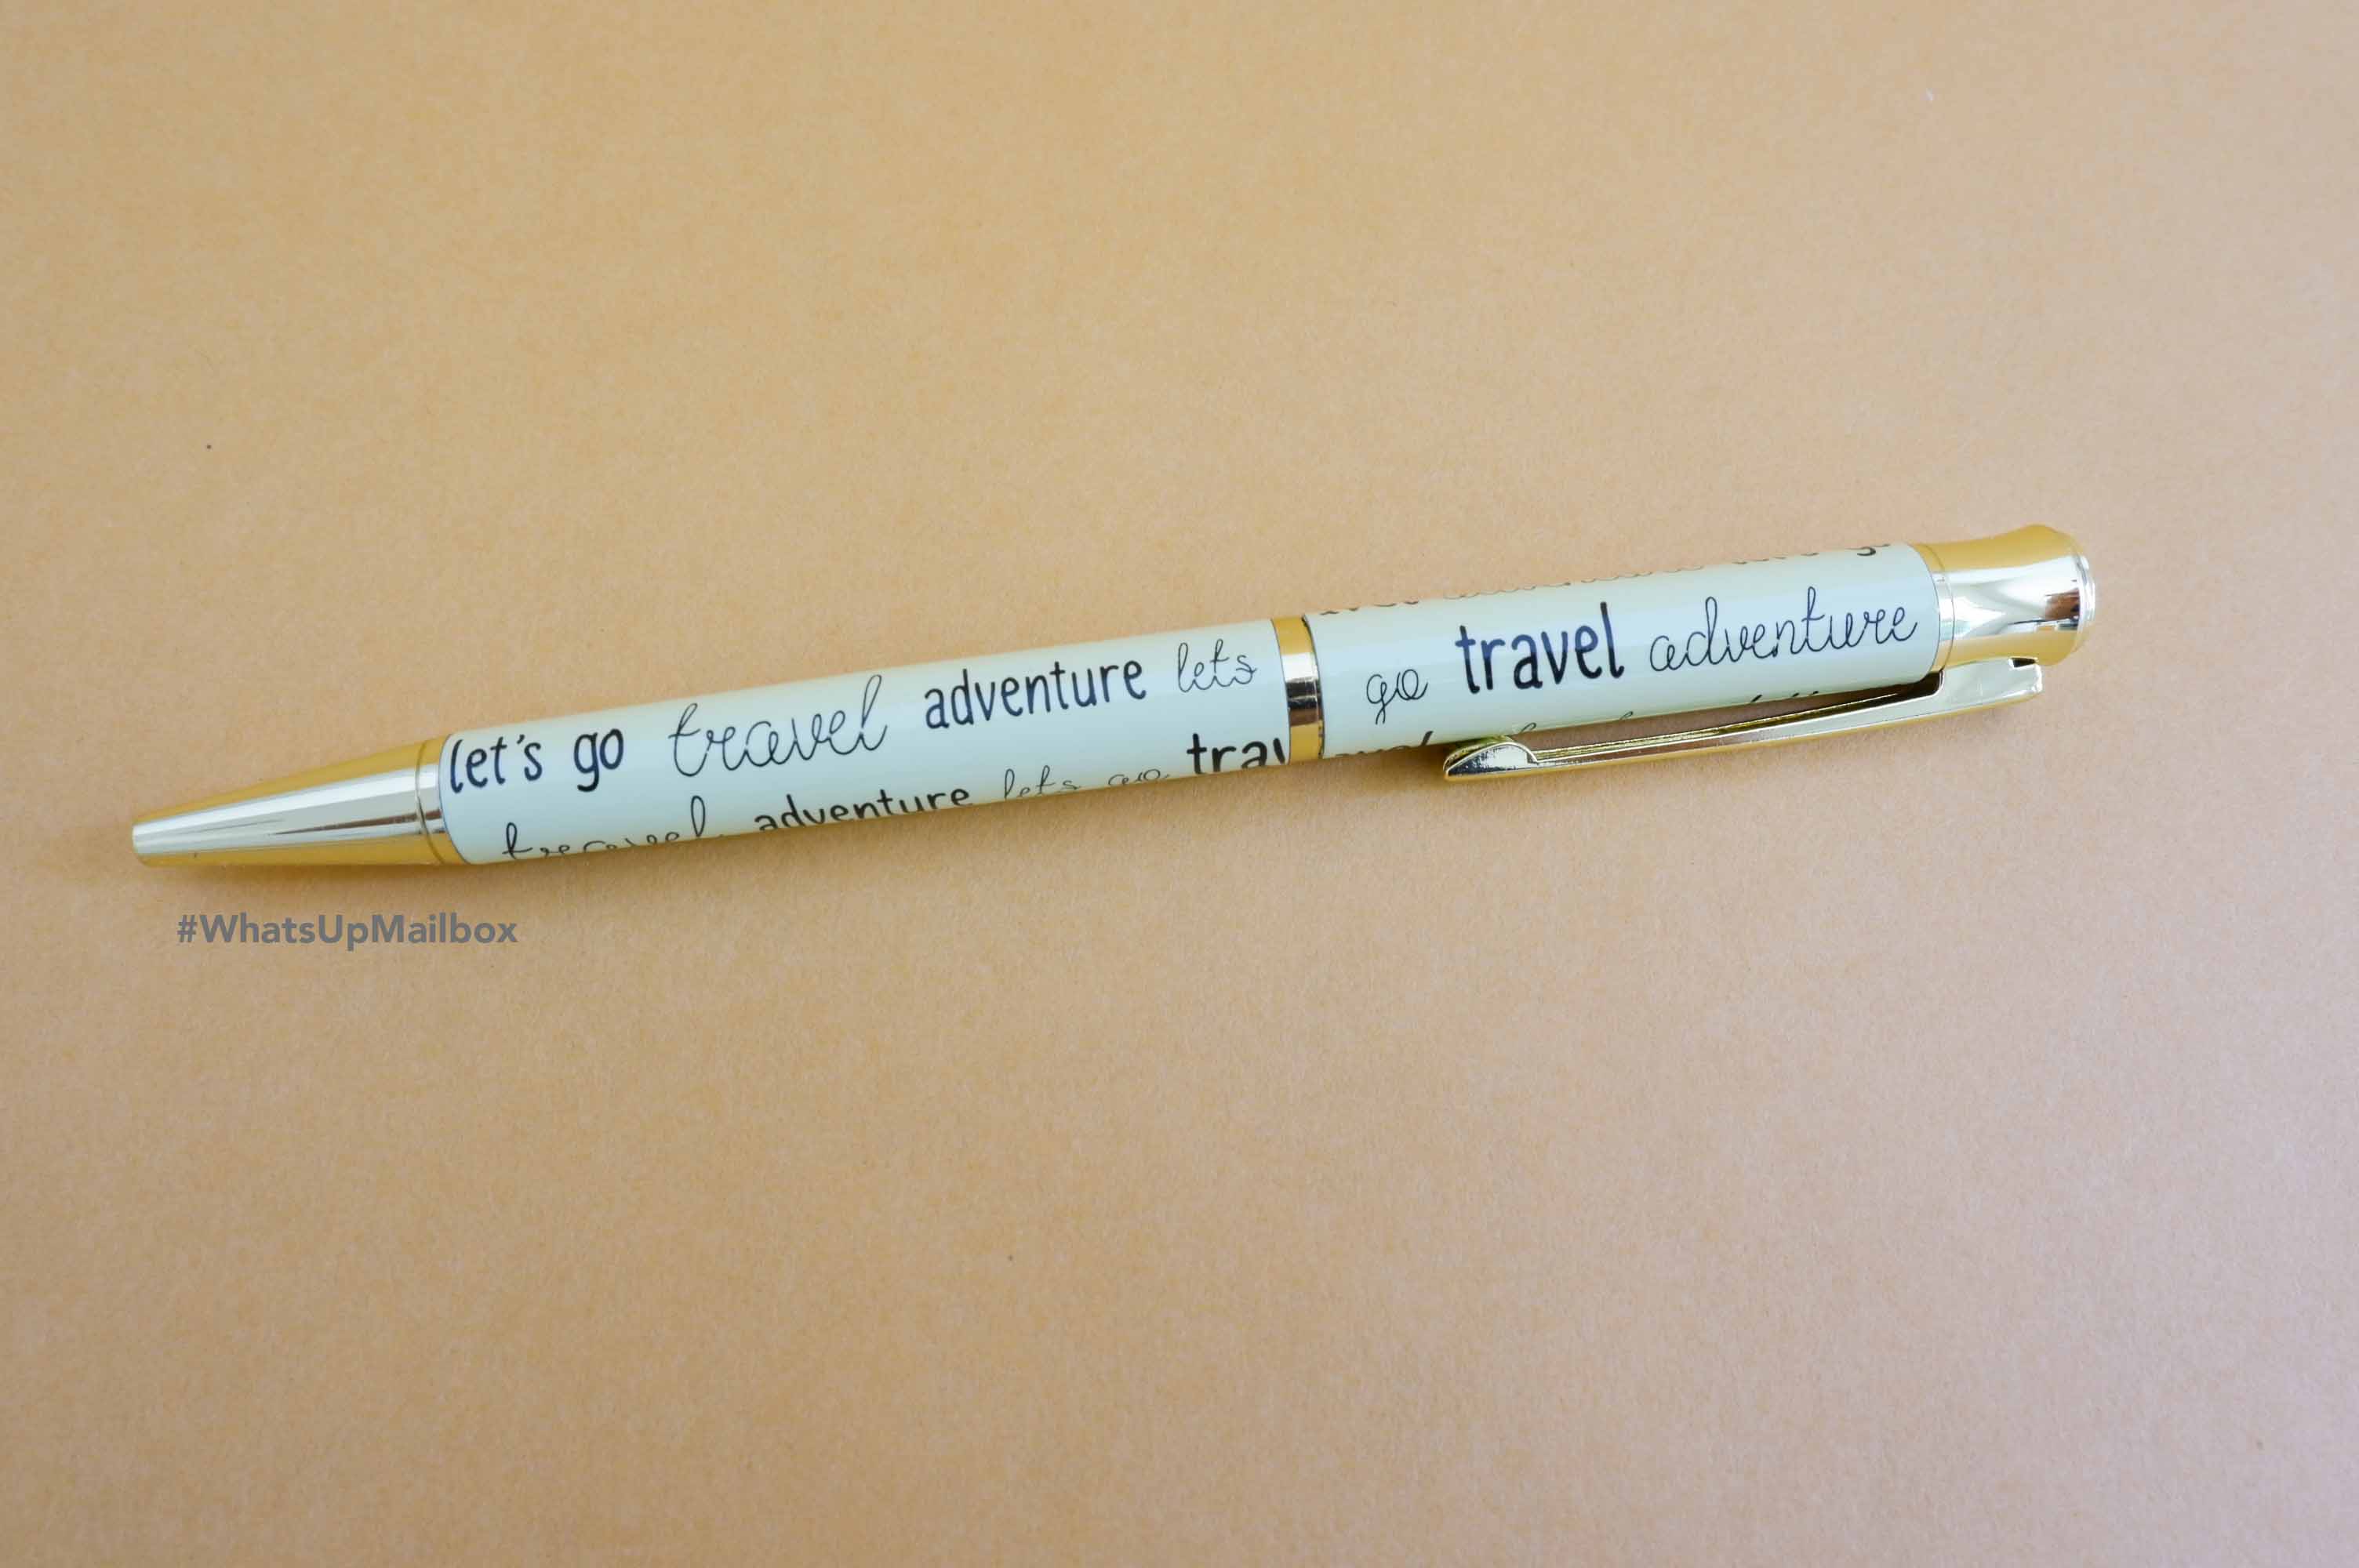 let's go travel adventure lets go travel adventure
travel adventure lets go trav
#WhatsUpMailbox